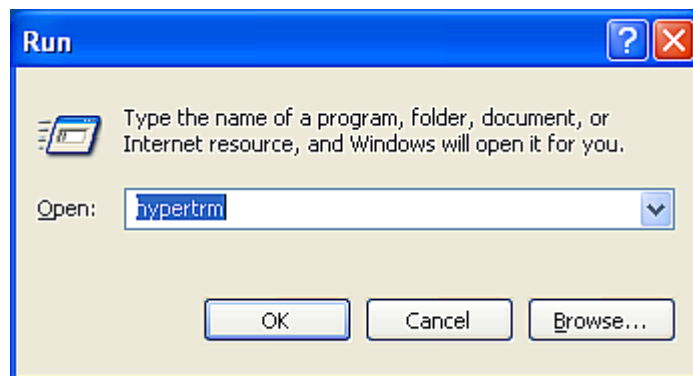 Run
Type the name of a program, folder, document, or
Internet resource, and Windows will open it for you.
Open: hypertrm
OK Cancel Browse...